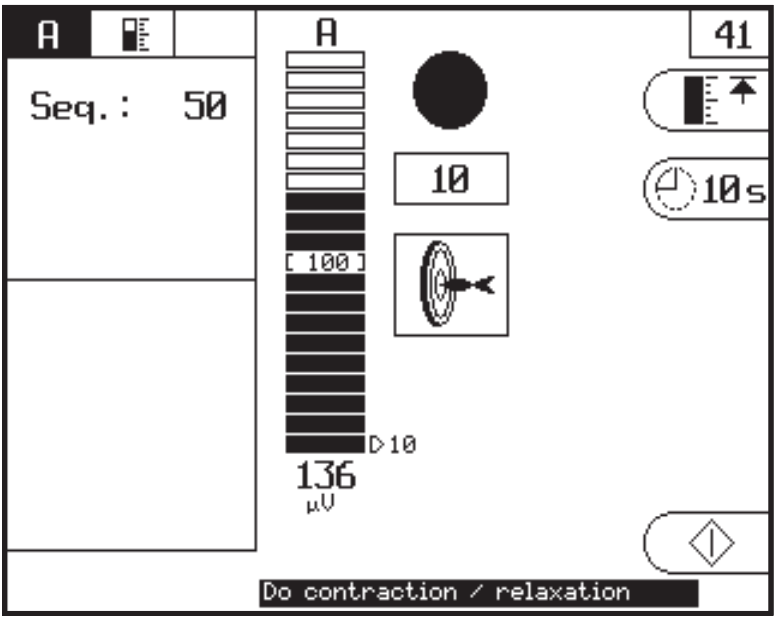 A
Seq.: 50
A
[ 100 ]
▷10
136
µV
10
41
10s
Do contraction / relaxation